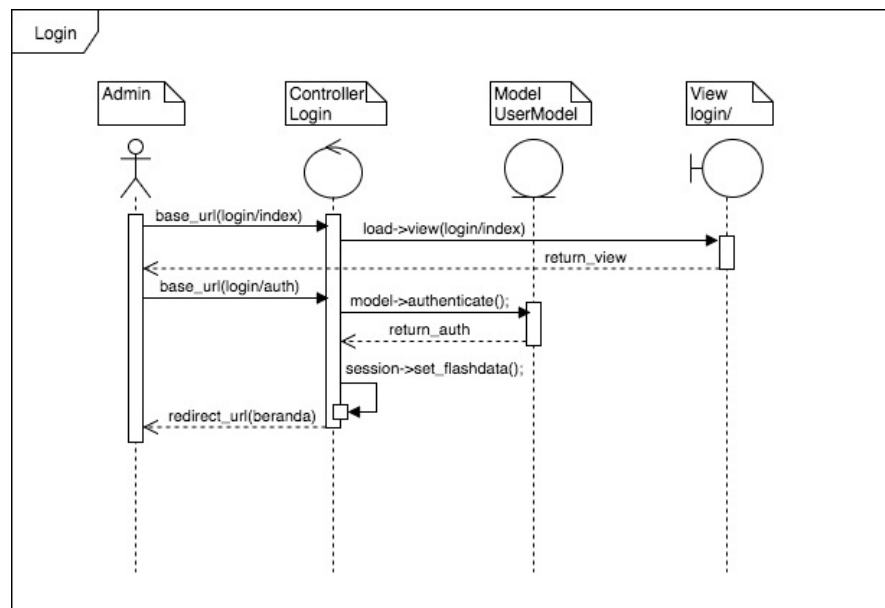 Login
Admin
Controller
Login
Model
UserModel
View
login/
base_url(login/index)
load->view(login/index)
return_view
base_url(login/auth)
model->authenticate();
return_auth
session->set_flashdata();
redirect_url(beranda)